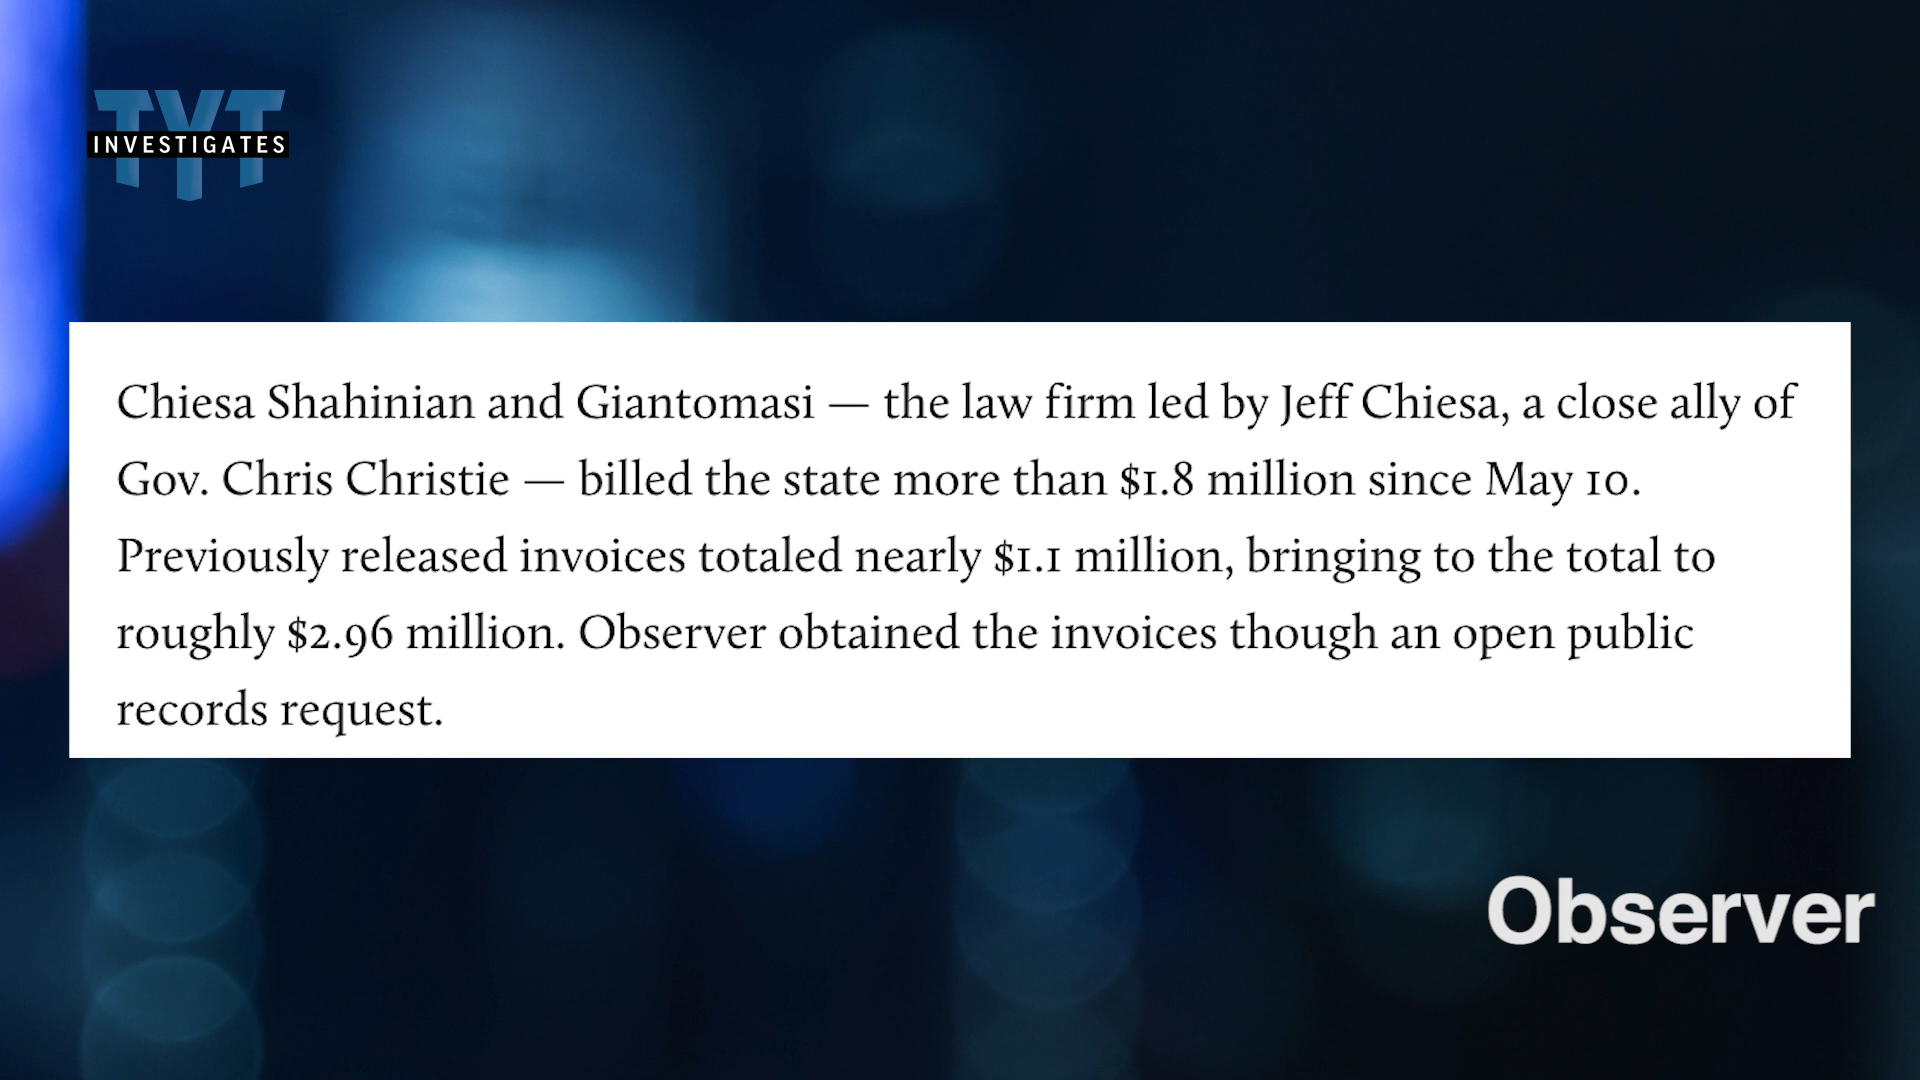 TYT
INVESTIGATES
Chiesa Shahinian and Giantomasi — the law firm led by Jeff Chiesa, a close ally of
Gov. Chris Christie — billed the state more than $1.8 million since May 10.
Previously released invoices totaled nearly $1.1 million, bringing to the total to
roughly $2.96 million. Observer obtained the invoices though an open public
records request.
Observer